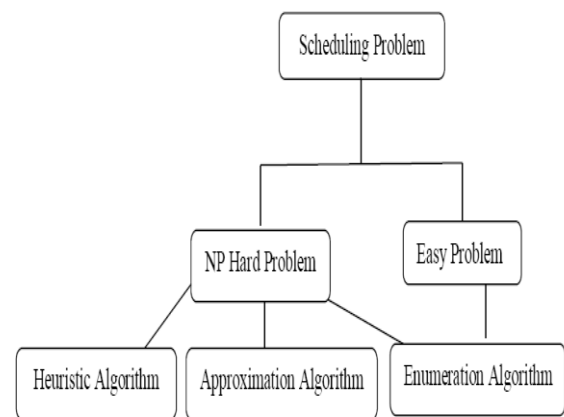 Scheduling Problem
NP Hard Problem
Easy Problem
Heuristic Algorithm
Approximation Algorithm
Enumeration Algorithm